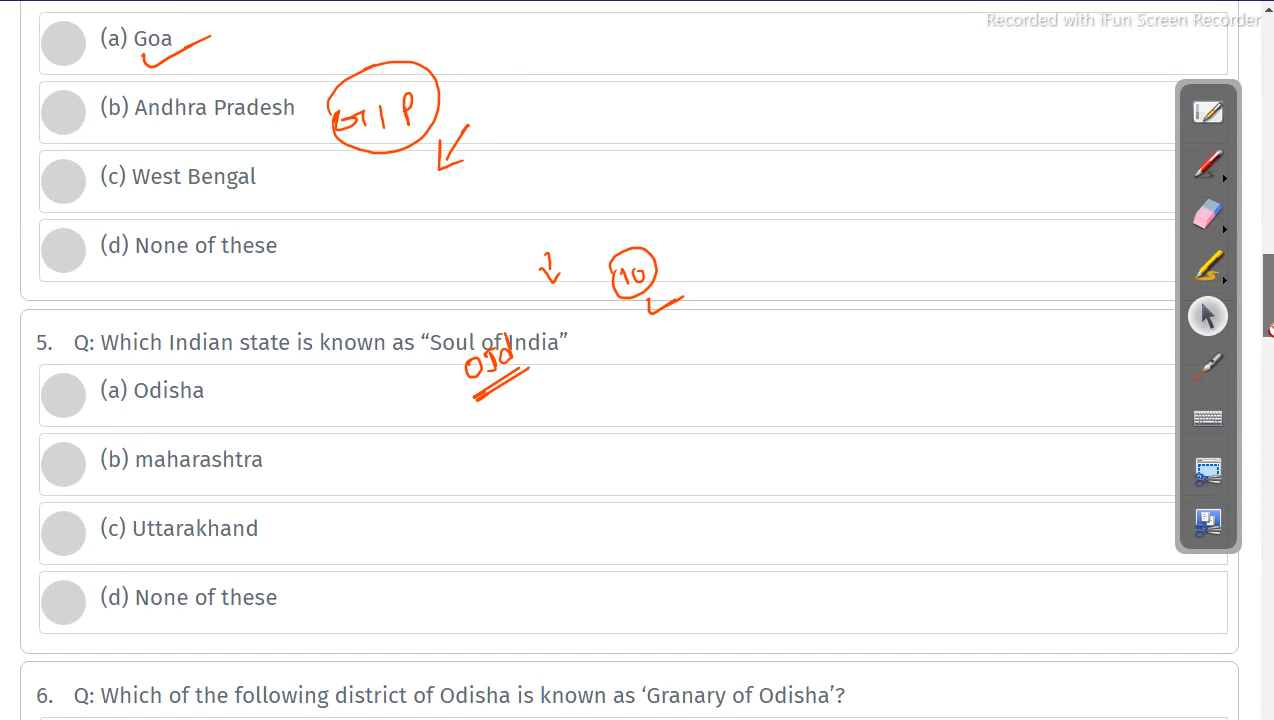 Recorded with iFun Screen Recorder
(a) Goa
(b) Andhra Pradesh
GIP
(c) West Bengal
(d) None of these
10
5. Q: Which Indian state is known as “Soul of India”
(a) Odisha
(b) maharashtra
(c) Uttarakhand
(d) None of these
6. Q: Which of the following district of Odisha is known as ‘Granary of Odisha’?